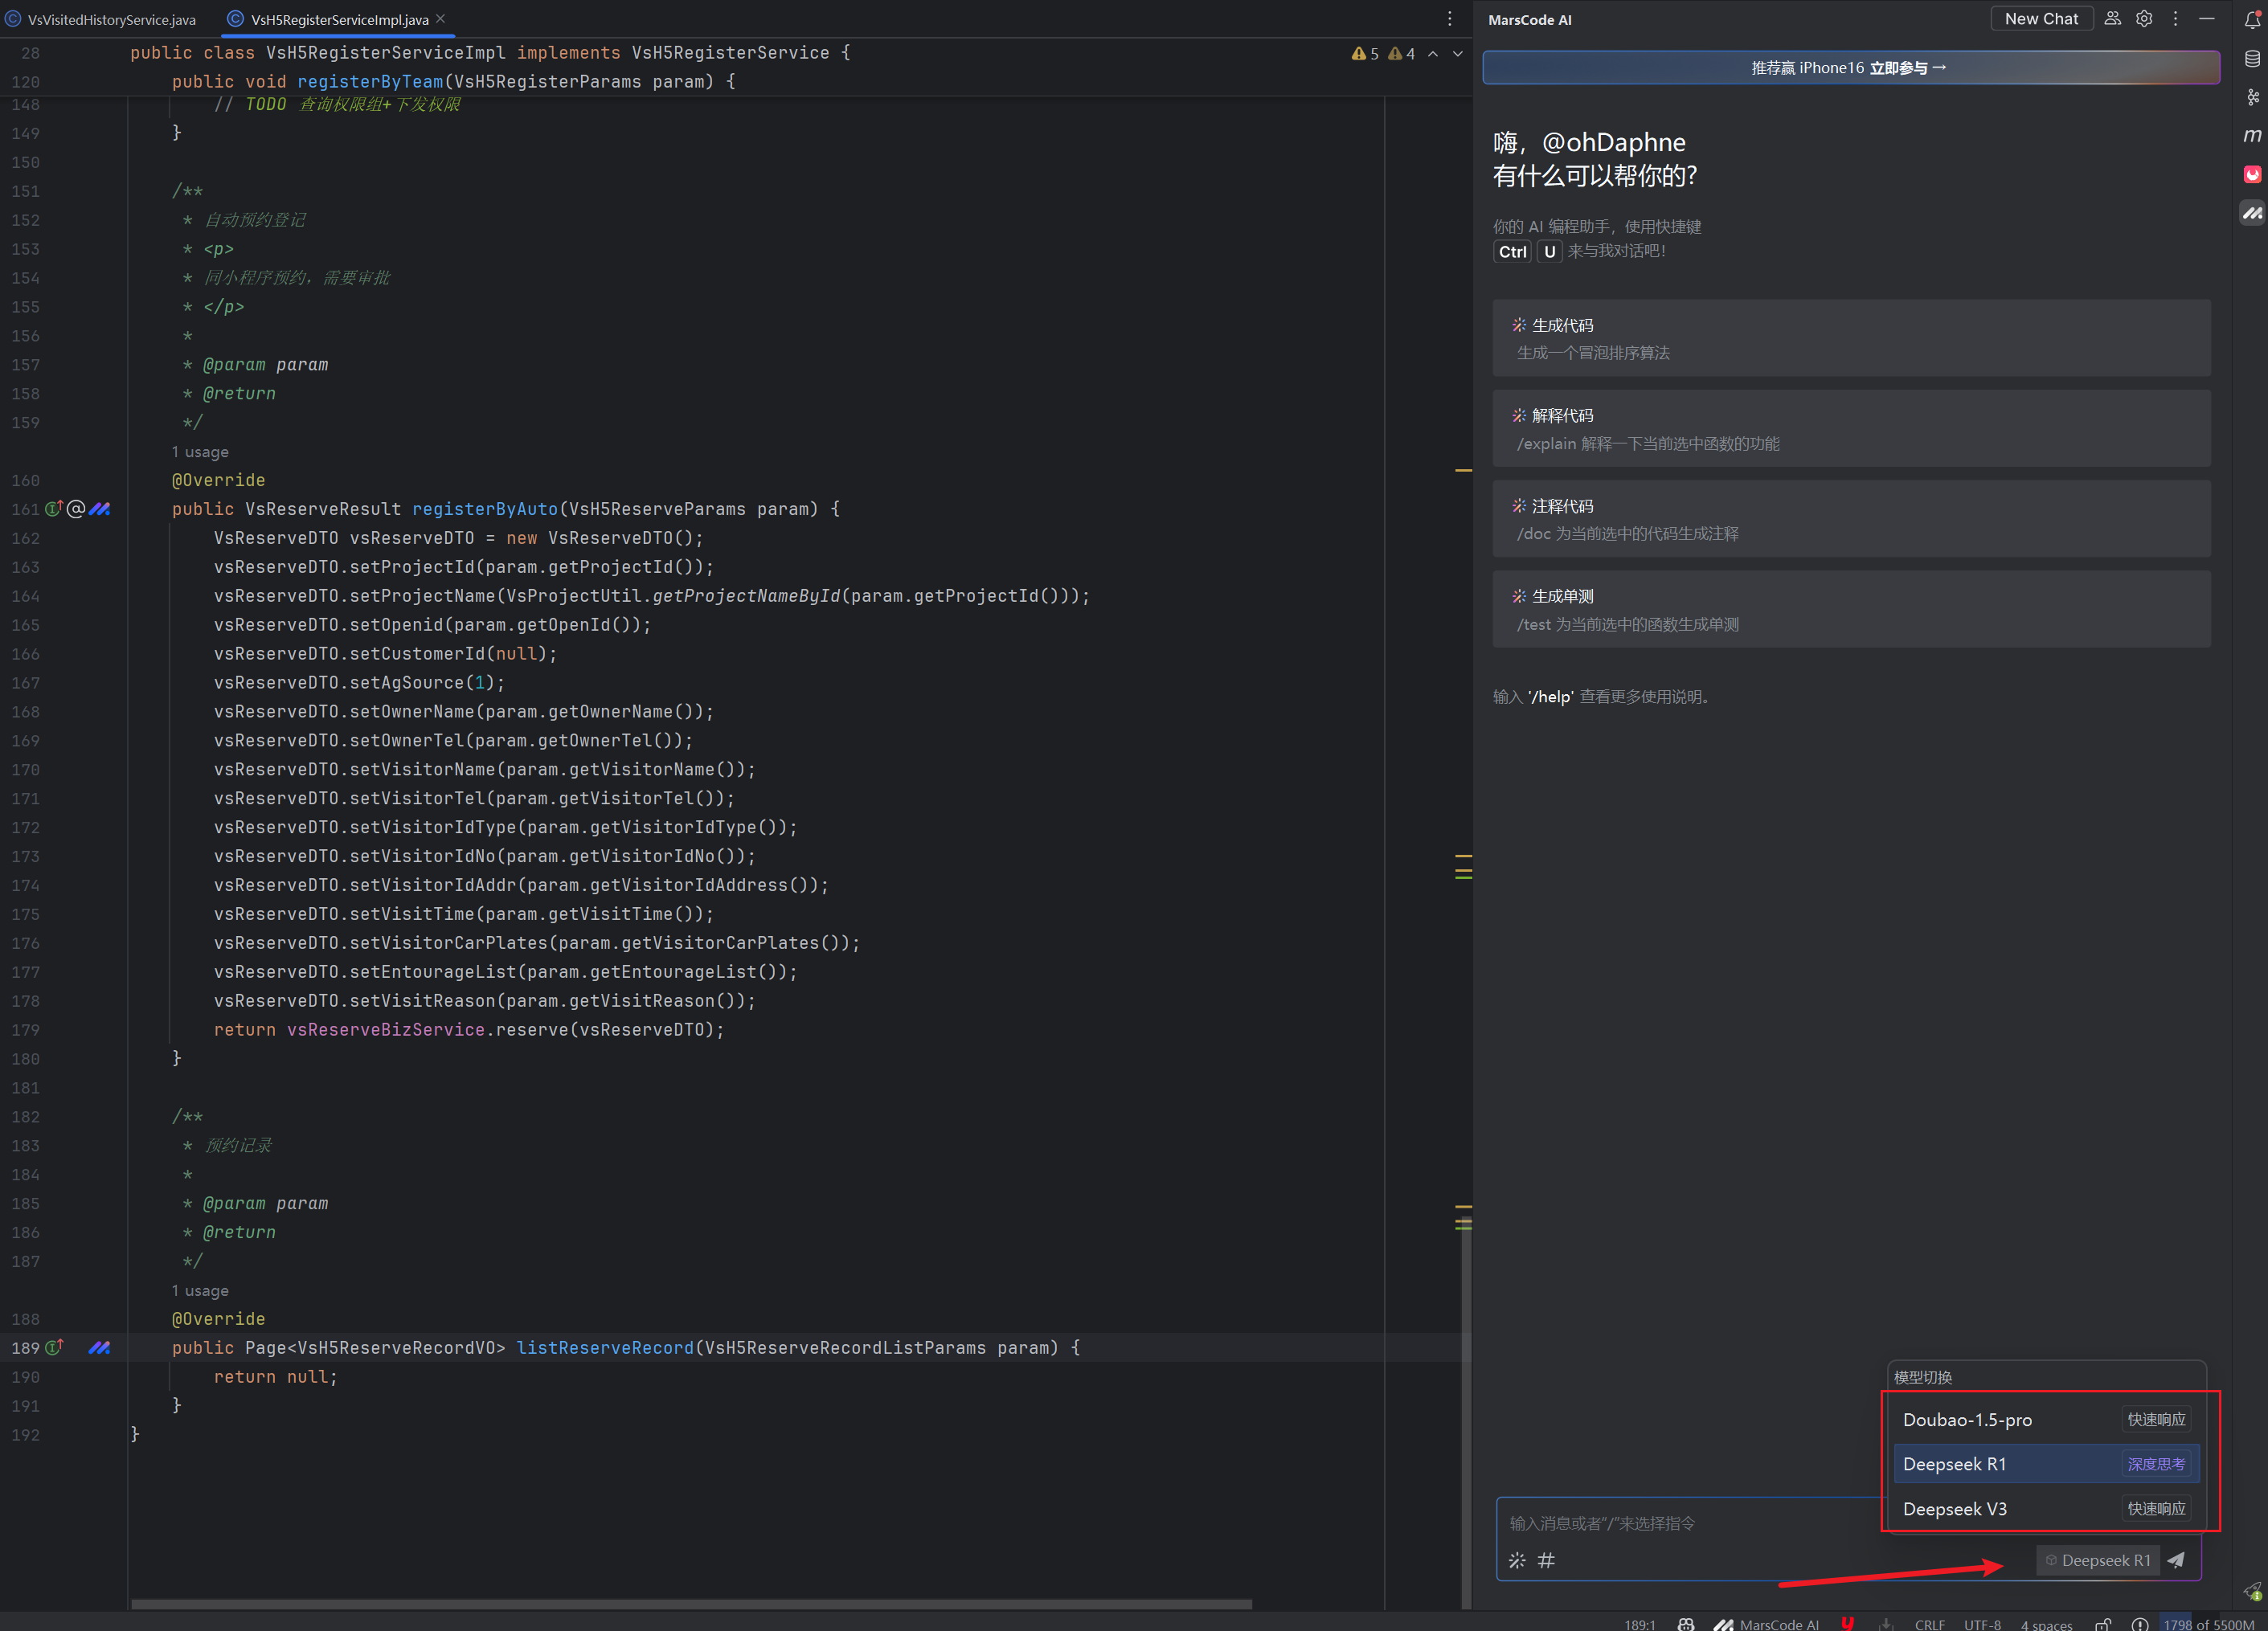 VsVisitedHistoryService.java
VsH5RegisterServiceImpl.java
28 public class VsH5RegisterServiceImpl implements VsH5RegisterService {
5 4
120 public void registerByTeam(VsH5RegisterParams param) {
148 // TODO 查询权限组+下发权限
149 }
150
151 /**
152 * 自动预约登记
153 * <p>
154 * 同小程序预约，需要审批
155 * </p>
156 *
157 * @param param
158 * @return
159 */
1 usage
160 @Override
161 public VsReserveResult registerByAuto(VsH5ReserveParams param) {
162 VsReserveDTO vsReserveDTO = new VsReserveDTO();
163 vsReserveDTO.setProjectId(param.getProjectId());
164 vsReserveDTO.setProjectName(VsProjectUtil.getProjectNameById(param.getProjectId()));
165 vsReserveDTO.setOpenid(param.getOpenId());
166 vsReserveDTO.setCustomerId(null);
167 vsReserveDTO.setAgSource(1);
168 vsReserveDTO.setOwnerName(param.getOwnerName());
169 vsReserveDTO.setOwnerTel(param.getOwnerTel());
170 vsReserveDTO.setVisitorName(param.getVisitorName());
171 vsReserveDTO.setVisitorTel(param.getVisitorTel());
172 vsReserveDTO.setVisitorIdType(param.getVisitorIdType());
173 vsReserveDTO.setVisitorIdNo(param.getVisitorIdNo());
174 vsReserveDTO.setVisitorIdAddr(param.getVisitorIdAddress());
175 vsReserveDTO.setVisitTime(param.getVisitTime());
176 vsReserveDTO.setVisitorCarPlates(param.getVisitorCarPlates());
177 vsReserveDTO.setEntourageList(param.getEntourageList());
178 vsReserveDTO.setVisitReason(param.getVisitReason());
179 return vsReserveBizService.reserve(vsReserveDTO);
180 }
181
182 /**
183 * 预约记录
184 *
185 * @param param
186 * @return
187 */
1 usage
188 @Override
189 public Page<VsH5ReserveRecordVO> listReserveRecord(VsH5ReserveRecordListParams param) {
190 return null;
191 }
192 }
MarsCode AI
New Chat
推荐赢 iPhone16 立即参与 →
嗨，@ohDaphne
有什么可以帮你的?
你的 AI 编程助手，使用快捷键
Ctrl U 来与我对话吧！
生成代码
生成一个冒泡排序算法
解释代码
/explain 解释一下当前选中函数的功能
注释代码
/doc 为当前选中的代码生成注释
生成单测
/test 为当前选中的函数生成单测
输入 '/help' 查看更多使用说明。
模型切换
Doubao-1.5-pro 快速响应
Deepseek R1 深度思考
Deepseek V3 快速响应
输入消息或者“/”来选择指令
Deepseek R1
189:1 MarsCode AI CRLF UTF-8 4 spaces 1798 of 5500M